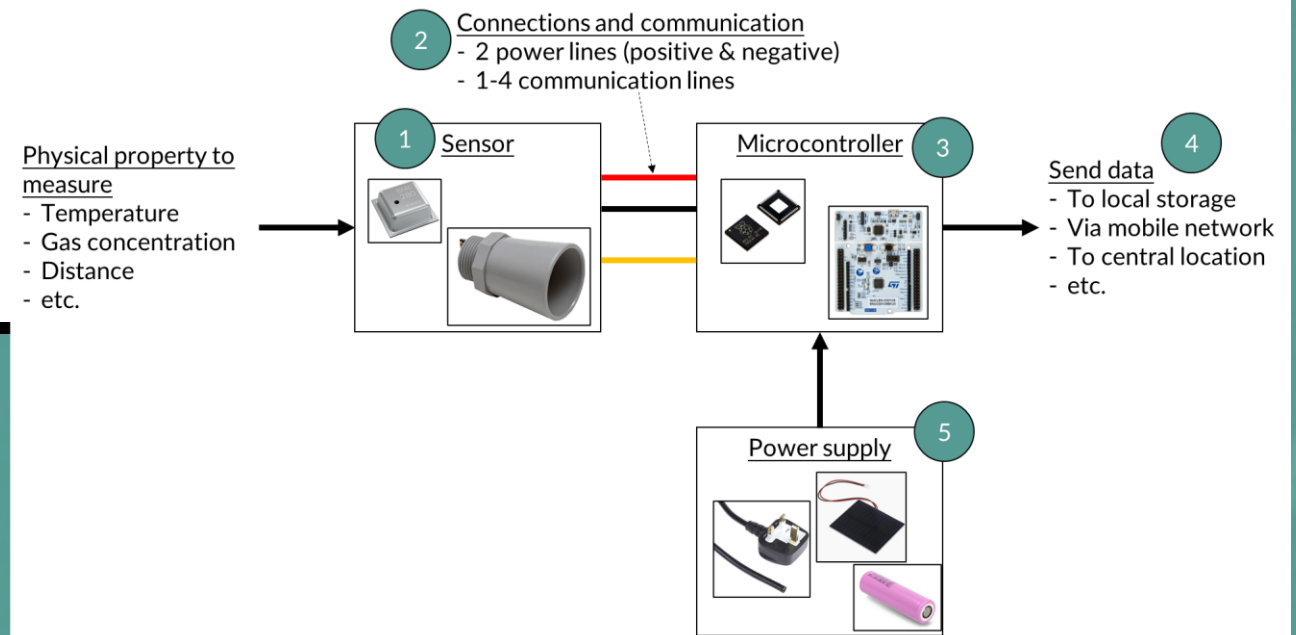 2
Connections and communication
- 2 power lines (positive & negative)
- 1-4 communication lines
Physical property to
measure
- Temperature
- Gas concentration
- Distance
- etc.
1
Sensor
Microcontroller
3
4
Send data
- To local storage
- Via mobile network
- To central location
- etc.
5
Power supply